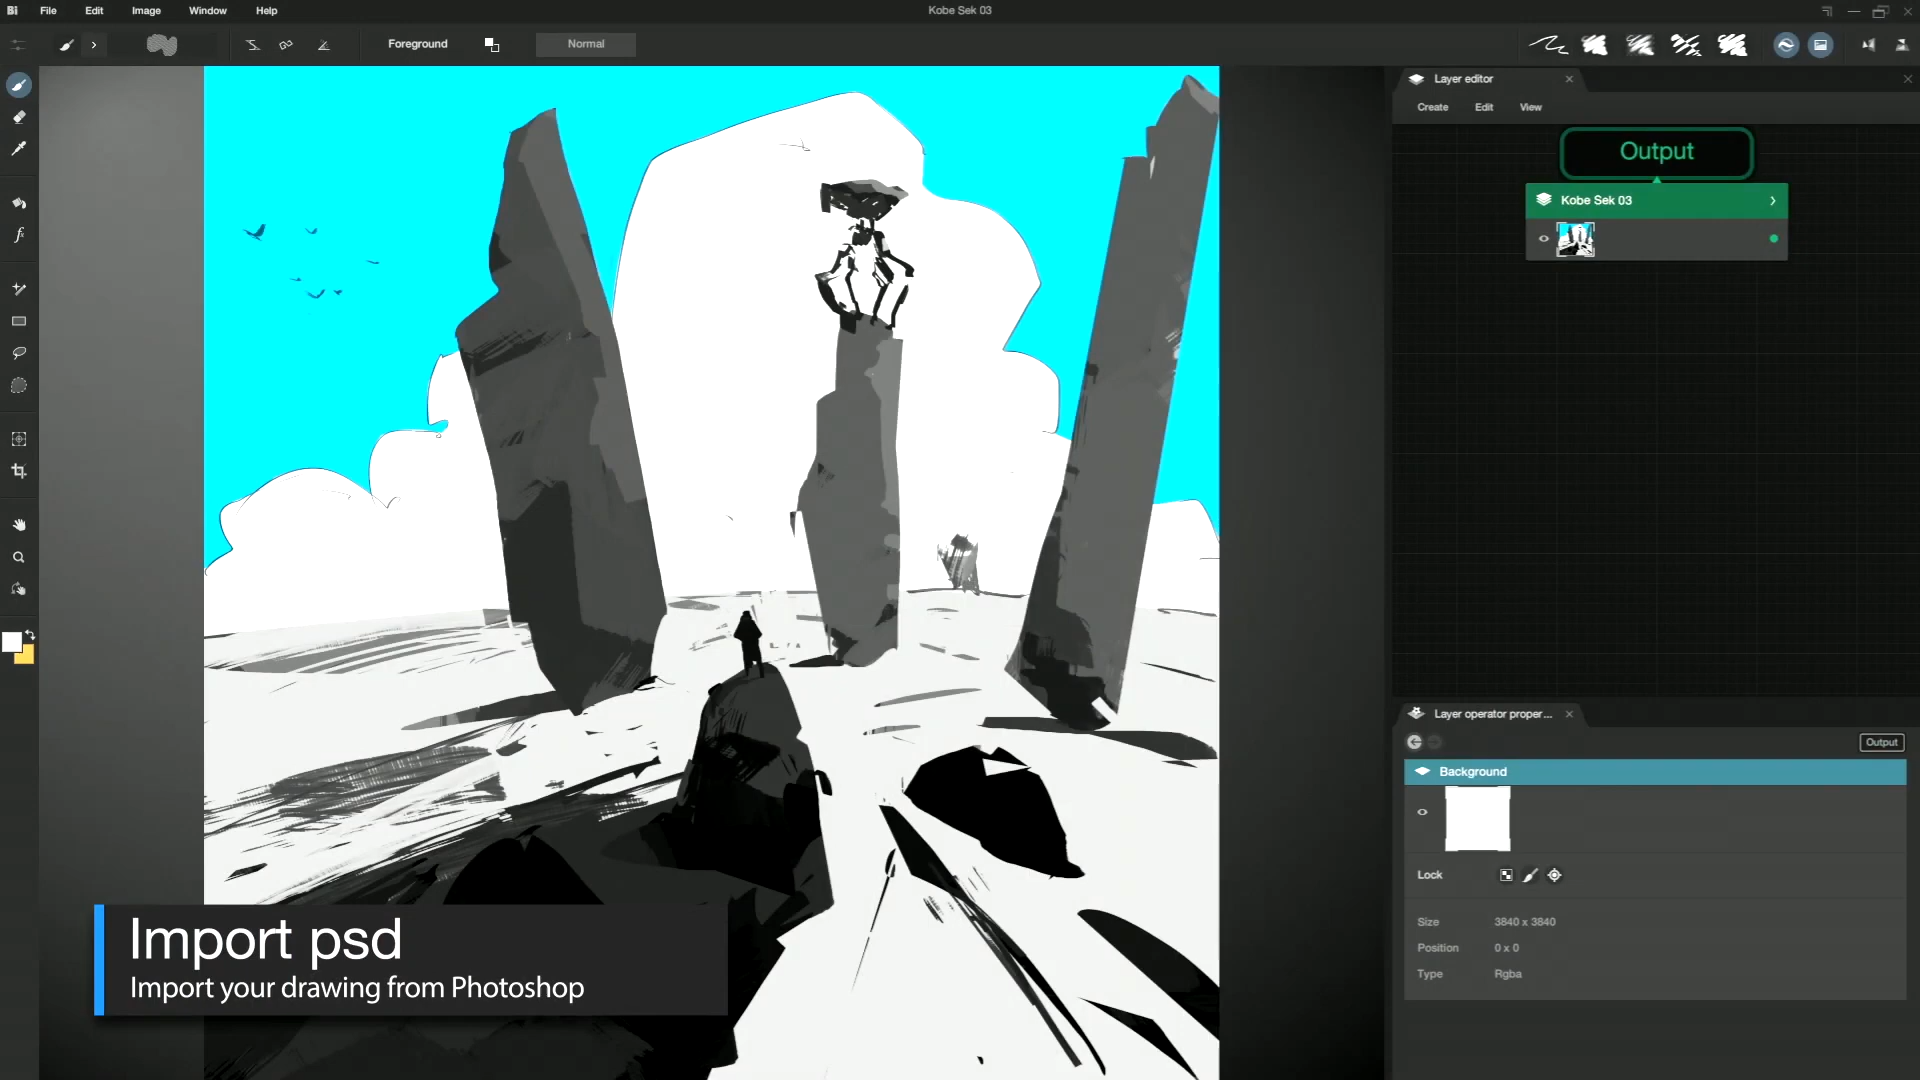 Bi File Edit Image Window Help Kobe Sek 03
Foreground Normal
Layer editor
Create Edit View
Output
Kobe Sek 03
Layer operator proper...
Output
Background
Lock
Size 3840 x 3840
Position 0 x 0
Type Rgba
Import psd
Import your drawing from Photoshop